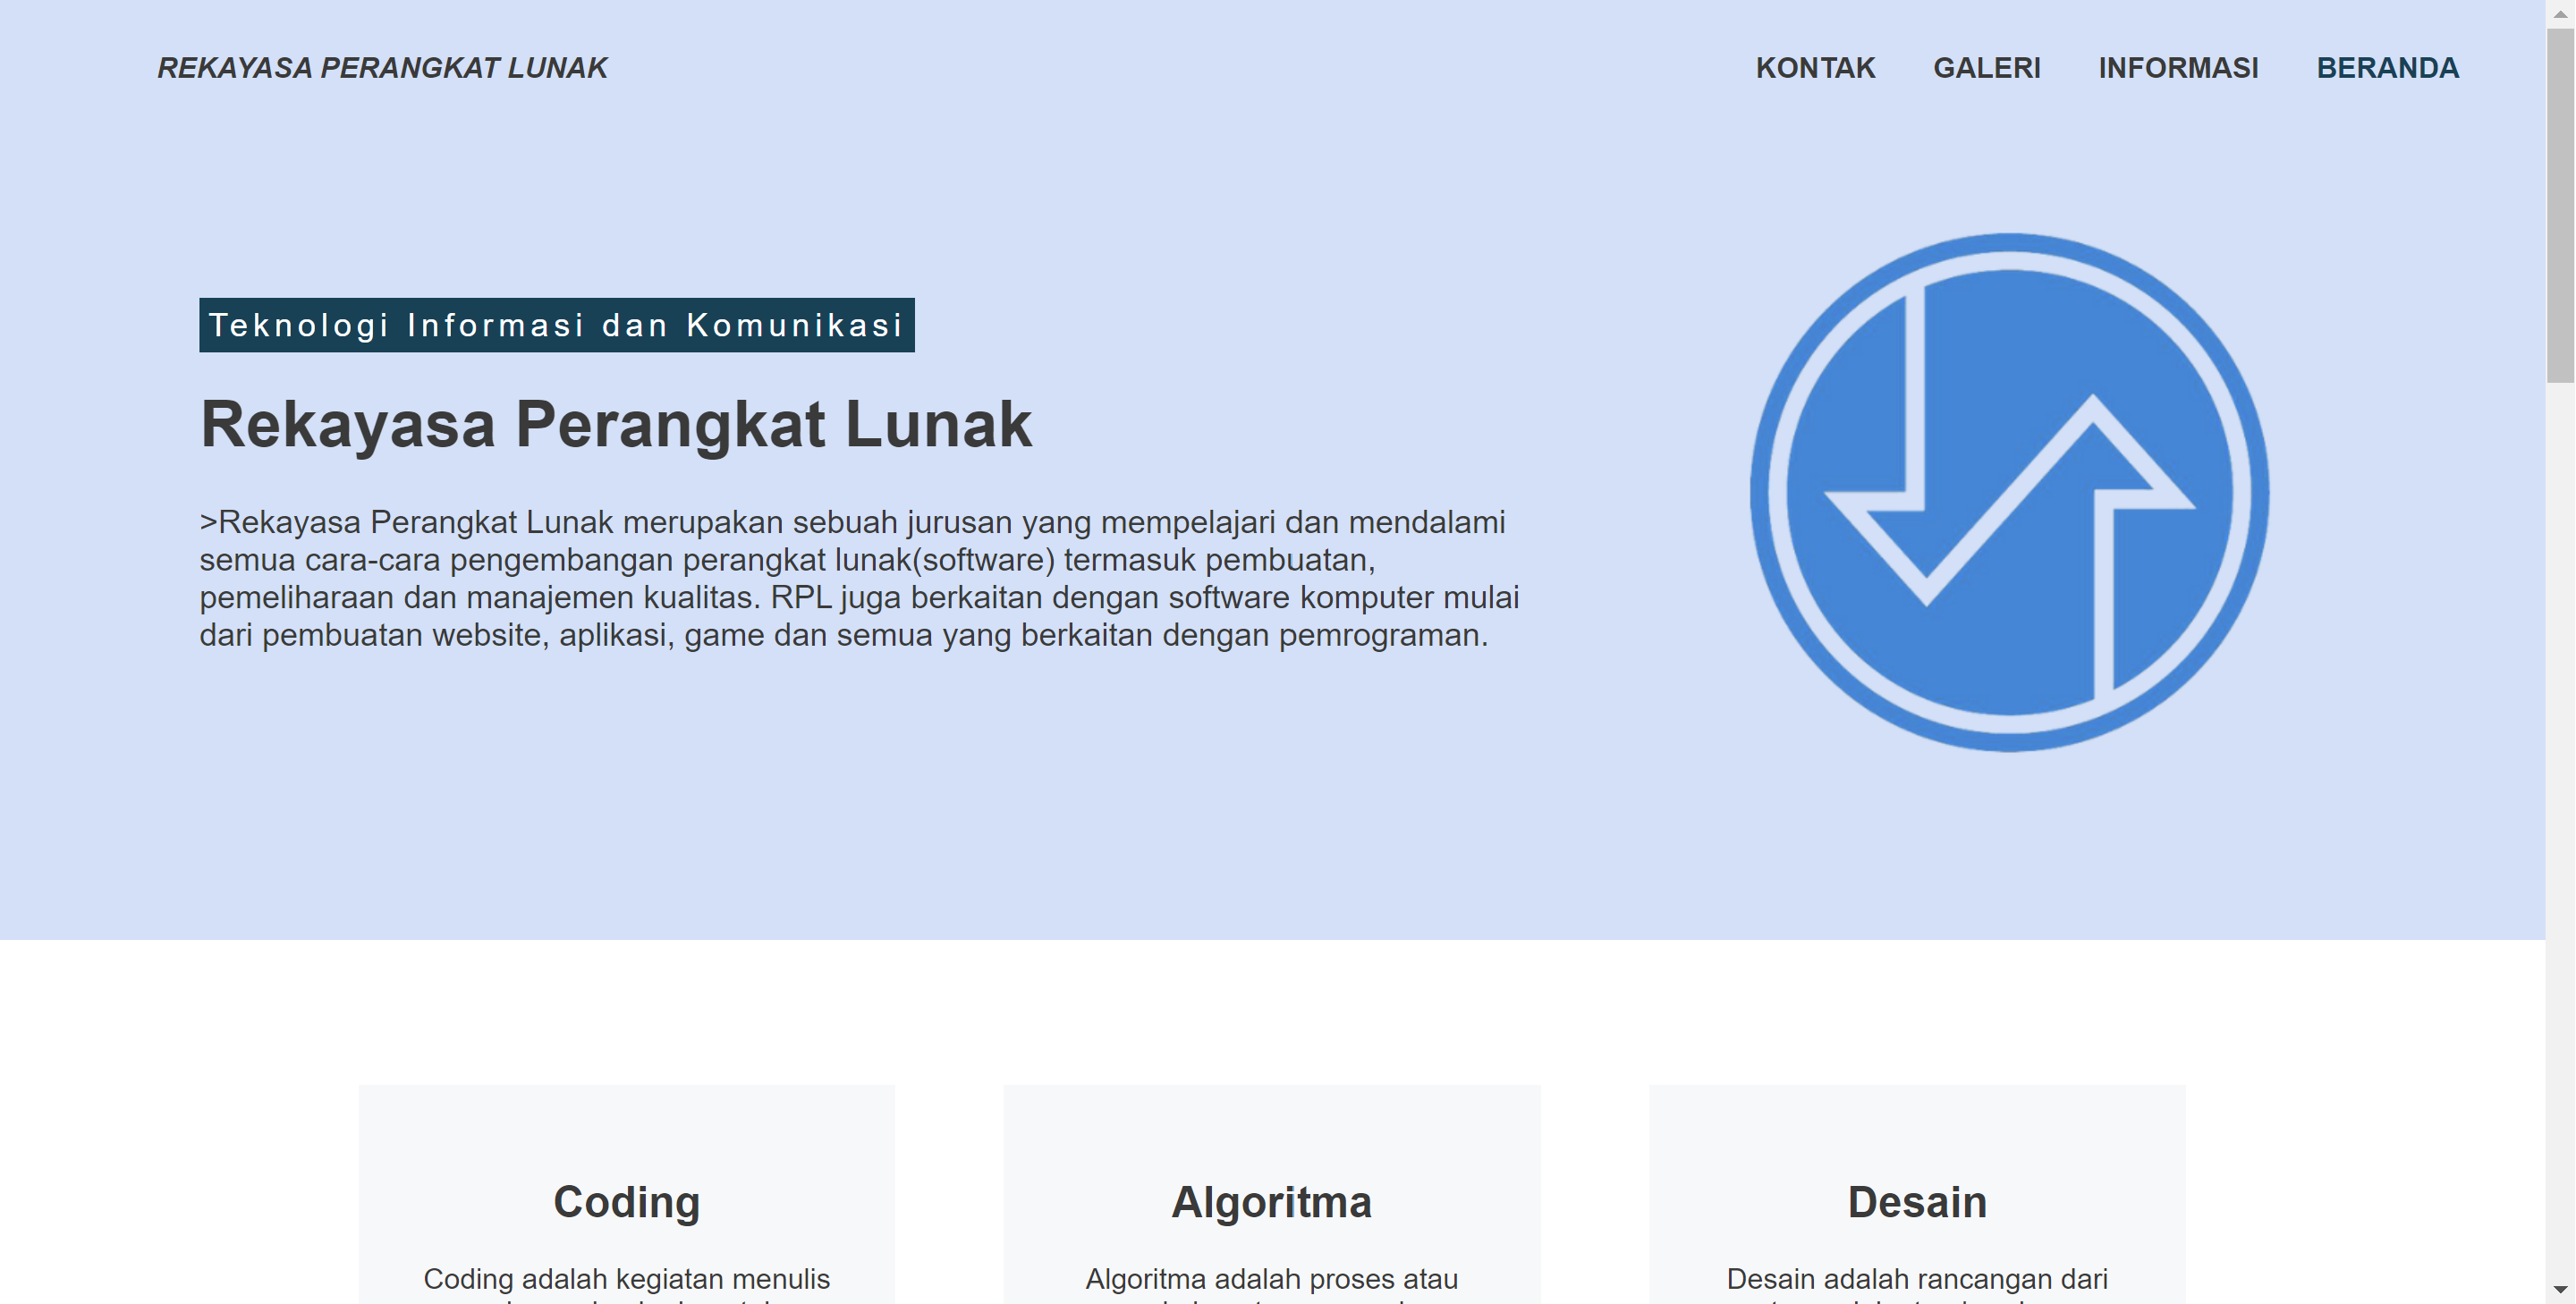 REKAYASA PERANGKAT LUNAK
KONTAK GALERI INFORMASI BERANDA
Teknologi Informasi dan Komunikasi
Rekayasa Perangkat Lunak
>Rekayasa Perangkat Lunak merupakan sebuah jurusan yang mempelajari dan mendalami
semua cara-cara pengembangan perangkat lunak(software) termasuk pembuatan,
pemeliharaan dan manajemen kualitas. RPL juga berkaitan dengan software komputer mulai
dari pembuatan website, aplikasi, game dan semua yang berkaitan dengan pemrograman.
Coding
Coding adalah kegiatan menulis
Algoritma
Algoritma adalah proses atau
Desain
Desain adalah rancangan dari